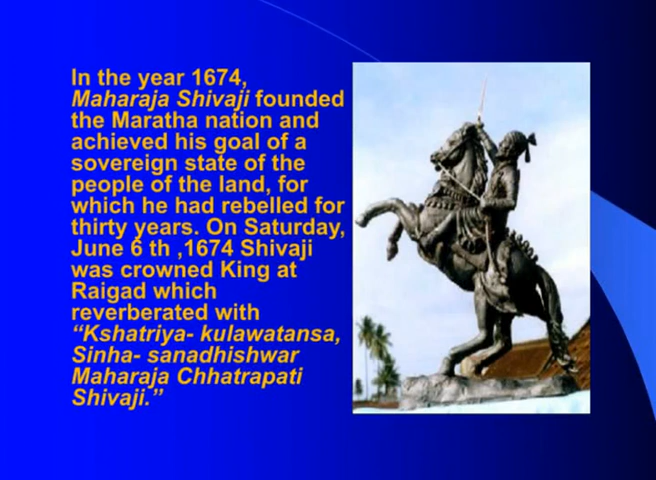 In the year 1674,
Maharaja Shivaji founded
the Maratha nation and
achieved his goal of a
sovereign state of the
people of the land, for
which he had rebelled for
thirty years. On Saturday,
June 6 th ,1674 Shivaji
was crowned King at
Raigad which
reverberated with
“Kshatriya- kulawatansa,
Sinha- sanadhishwar
Maharaja Chhatrapati
Shivaji.”